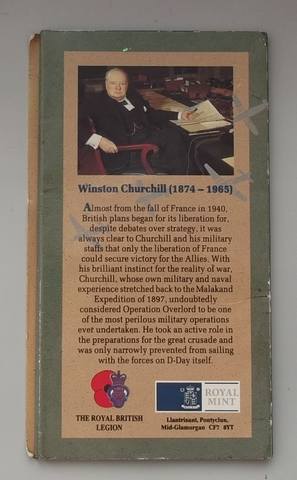 Winston Churchill (1874 – 1965)
Almost from the fall of France in 1940,
British plans began for its liberation for,
despite debates over strategy, it was
always clear to Churchill and his military
staffs that only the liberation of France
could secure victory for the Allies. With
his brilliant instinct for the reality of war,
Churchill, whose own military and naval
experience stretched back to the Malakand
Expedition of 1897, undoubtedly
considered Operation Overlord to be one
of the most perilous military operations
ever undertaken. He took an active role in
the preparations for the great crusade and
was only narrowly prevented from sailing
with the forces on D-Day itself.
THE ROYAL BRITISH
LEGION
ROYAL
MINT
Llantrisant, Pontyclun,
Mid-Glamorgan CF7 8YT